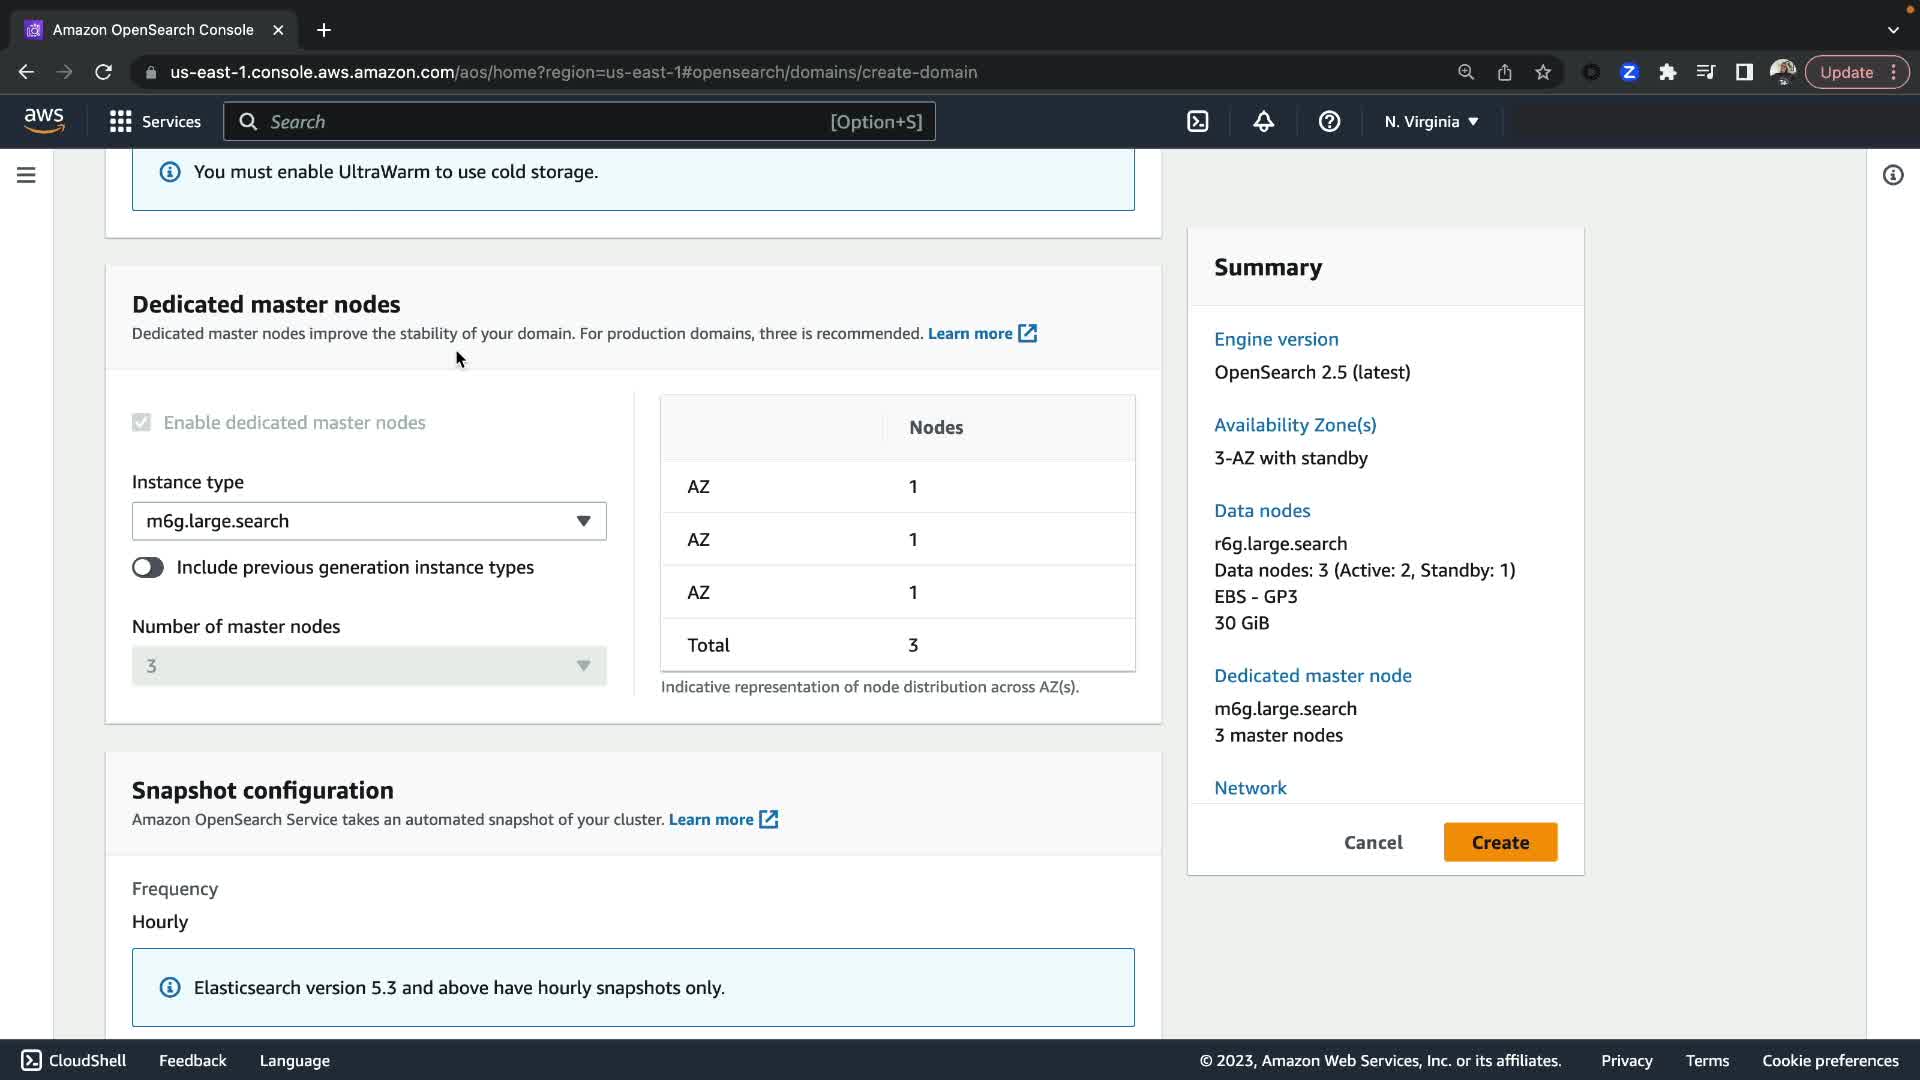 Amazon OpenSearch Console
us-east-1.console.aws.amazon.com/aos/home?region=us-east-1#opensearch/domains/create-domain
Update
aws
Services
Search
[Option+S]
N. Virginia
You must enable UltraWarm to use cold storage.
Dedicated master nodes
Dedicated master nodes improve the stability of your domain. For production domains, three is recommended. Learn more
Enable dedicated master nodes
Instance type
m6g.large.search
Include previous generation instance types
Number of master nodes
3
Nodes
AZ 1
AZ 1
AZ 1
Total 3
Indicative representation of node distribution across AZ(s).
Snapshot configuration
Amazon OpenSearch Service takes an automated snapshot of your cluster. Learn more
Frequency
Hourly
Elasticsearch version 5.3 and above have hourly snapshots only.
Summary
Engine version
OpenSearch 2.5 (latest)
Availability Zone(s)
3-AZ with standby
Data nodes
r6g.large.search
Data nodes: 3 (Active: 2, Standby: 1)
EBS - GP3
30 GiB
Dedicated master node
m6g.large.search
3 master nodes
Network
Cancel
Create
CloudShell
Feedback
Language
© 2023, Amazon Web Services, Inc. or its affiliates.
Privacy
Terms
Cookie preferences